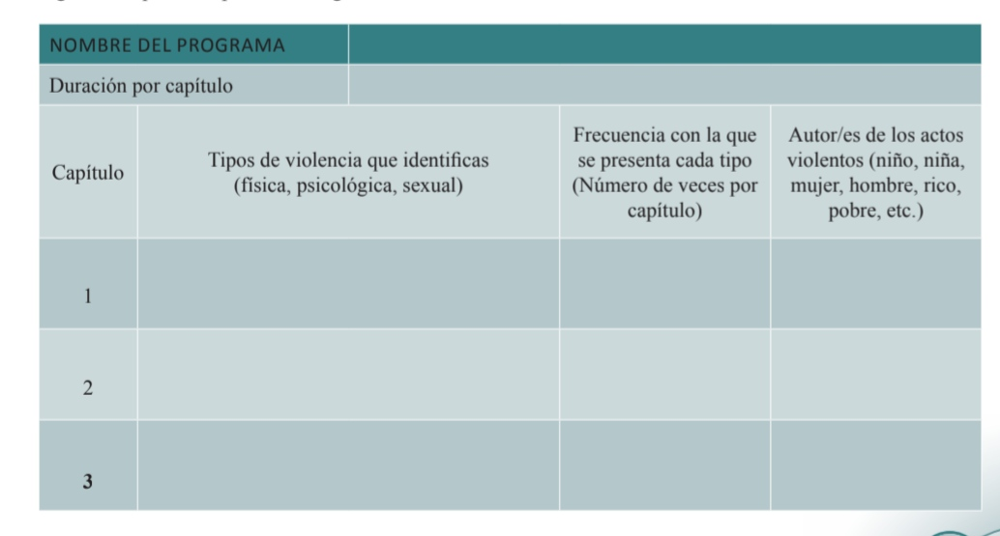 NOMBRE DEL PROGRAMA
Duración por capítulo
Capítulo
Tipos de violencia que identificas
(física, psicológica, sexual)
Frecuencia con la que
se presenta cada tipo
(Número de veces por
capítulo)
Autor/es de los actos
violentos (niño, niña,
mujer, hombre, rico,
pobre, etc.)
1
2
3